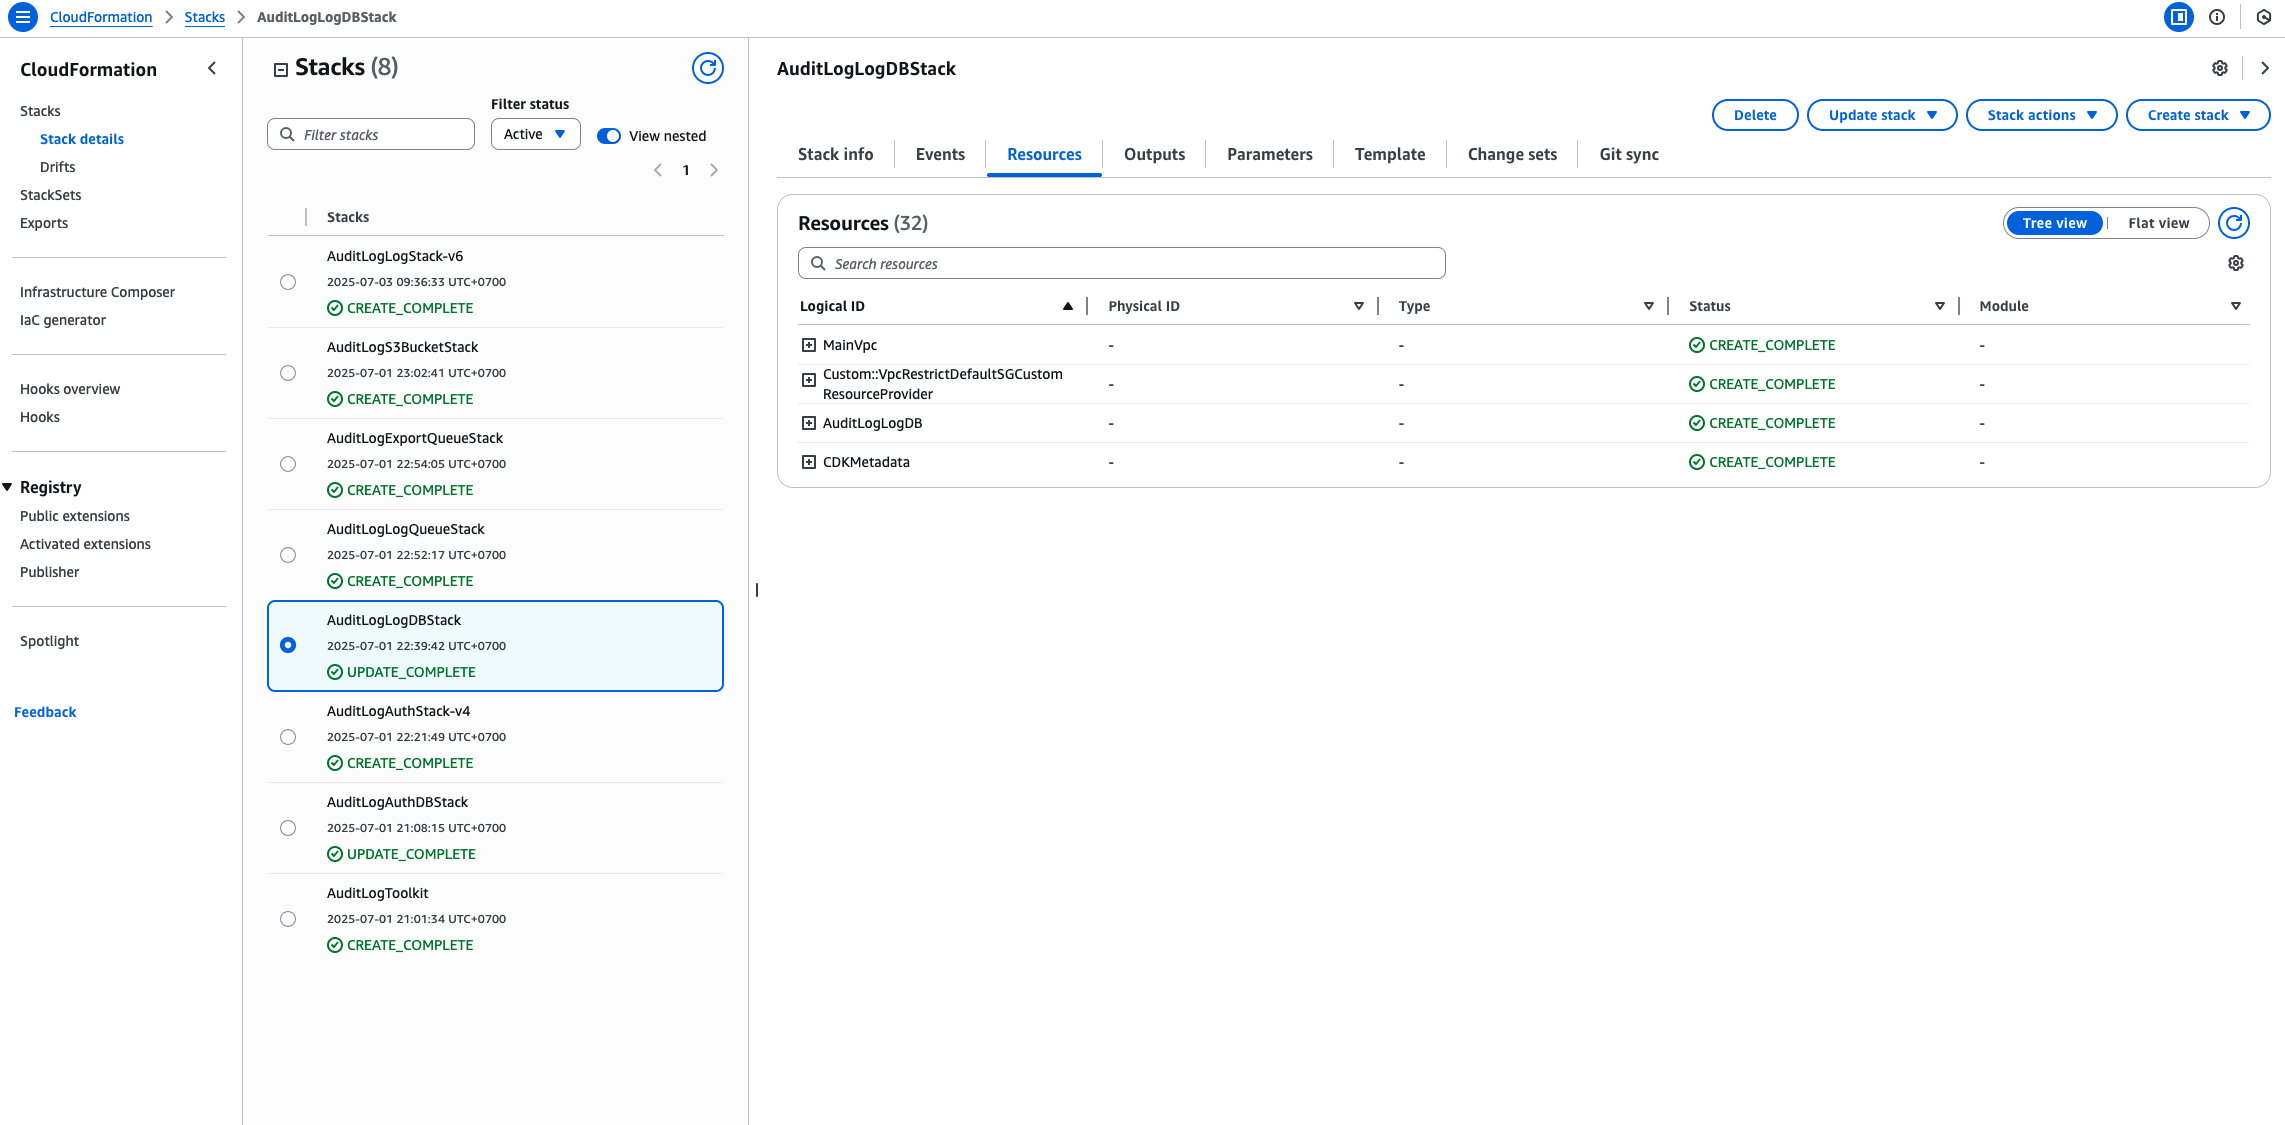 CloudFormation > Stacks > AuditLogLogDBStack
CloudFormation
Stacks
Stack details
Drifts
StackSets
Exports
Infrastructure Composer
IaC generator
Hooks overview
Hooks
Registry
Public extensions
Activated extensions
Publisher
Spotlight
Feedback
Stacks (8)
Filter status
Filter stacks
Active
View nested
1
Stacks
AuditLogLogStack-v6
2025-07-03 09:36:33 UTC+0700
CREATE_COMPLETE
AuditLogS3BucketStack
2025-07-01 23:02:41 UTC+0700
CREATE_COMPLETE
AuditLogExportQueueStack
2025-07-01 22:54:05 UTC+0700
CREATE_COMPLETE
AuditLogLogQueueStack
2025-07-01 22:52:17 UTC+0700
CREATE_COMPLETE
AuditLogLogDBStack
2025-07-01 22:39:42 UTC+0700
UPDATE_COMPLETE
AuditLogAuthStack-v4
2025-07-01 22:21:49 UTC+0700
CREATE_COMPLETE
AuditLogAuthDBStack
2025-07-01 21:08:15 UTC+0700
UPDATE_COMPLETE
AuditLogToolkit
2025-07-01 21:01:34 UTC+0700
CREATE_COMPLETE
AuditLogLogDBStack
Delete Update stack Stack actions Create stack
Stack info Events Resources Outputs Parameters Template Change sets Git sync
Resources (32)
Tree view Flat view
Search resources
Logical ID Physical ID Type Status Module
MainVpc - - CREATE_COMPLETE -
Custom::VpcRestrictDefaultSGCustom
ResourceProvider - - CREATE_COMPLETE -
AuditLogLogDB - - CREATE_COMPLETE -
CDKMetadata - - CREATE_COMPLETE -